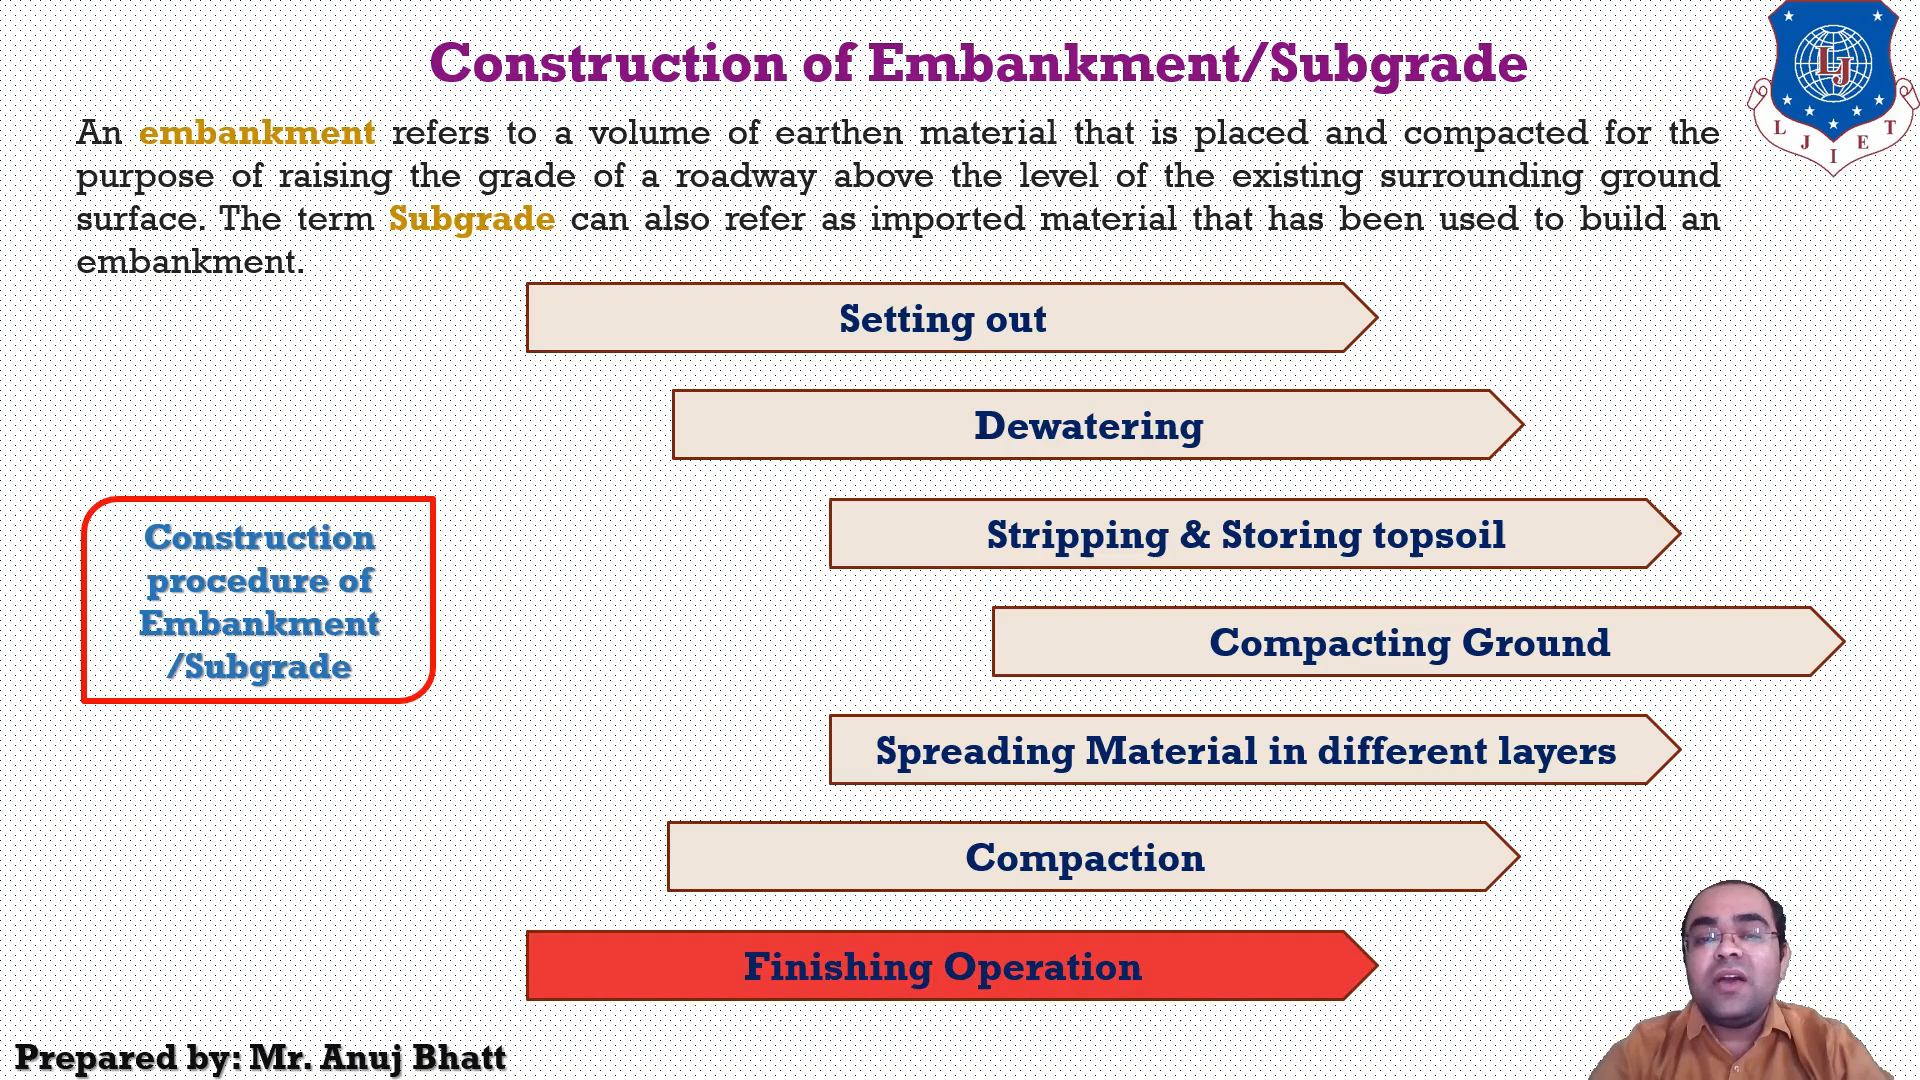 Construction of Embankment/Subgrade
An embankment refers to a volume of earthen material that is placed and compacted for the
purpose of raising the grade of a roadway above the level of the existing surrounding ground
surface. The term Subgrade can also refer as imported material that has been used to build an
embankment.
LJ
L J I E T
Setting out
Dewatering
Stripping & Storing topsoil
Construction
procedure of
Embankment
/Subgrade
Compacting Ground
Spreading Material in different layers
Compaction
Finishing Operation
Prepared by: Mr. Anuj Bhatt